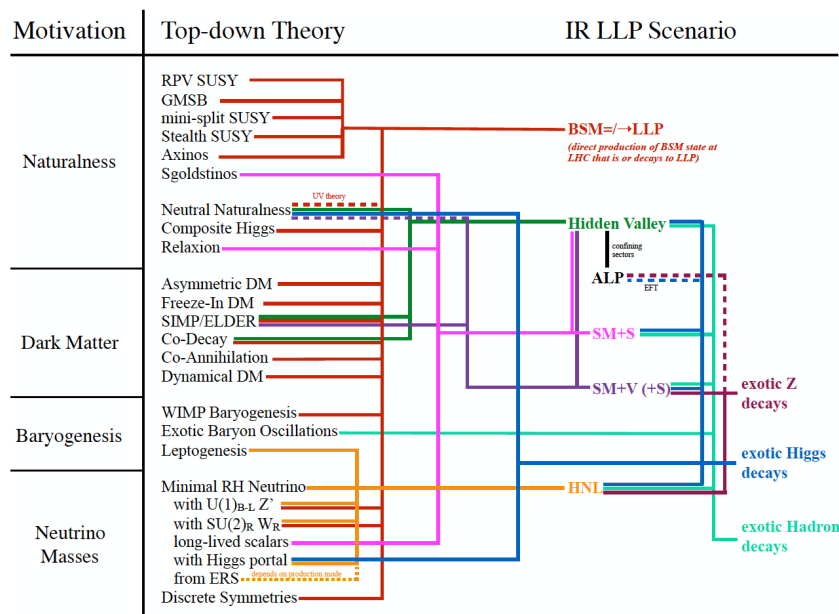 Motivation Top-down Theory IR LLP Scenario
Naturalness
RPV SUSY
GMSB
mini-split SUSY
Stealth SUSY
Axinos
Sgoldstinos
UV theory
Neutral Naturalness
Composite Higgs
Relaxion
BSM=/→LLP
(direct production of BSM state at
LHC that is or decays to LLP)
Hidden Valley
confining
sectors
ALP
EFT
Dark Matter
Asymmetric DM
Freeze-In DM
SIMP/ELDER
Co-Decay
Co-Annihilation
Dynamical DM
SM+S
SM+V (+S)
exotic Z
decays
Baryogenesis
WIMP Baryogenesis
Exotic Baryon Oscillations
Leptogenesis
exotic Higgs
decays
Neutrino
Masses
Minimal RH Neutrino
with U(1)B-L Z'
with SU(2)R WR
long-lived scalars
with Higgs portal
depends on production mode
from ERS
Discrete Symmetries
HNL
exotic Hadron
decays